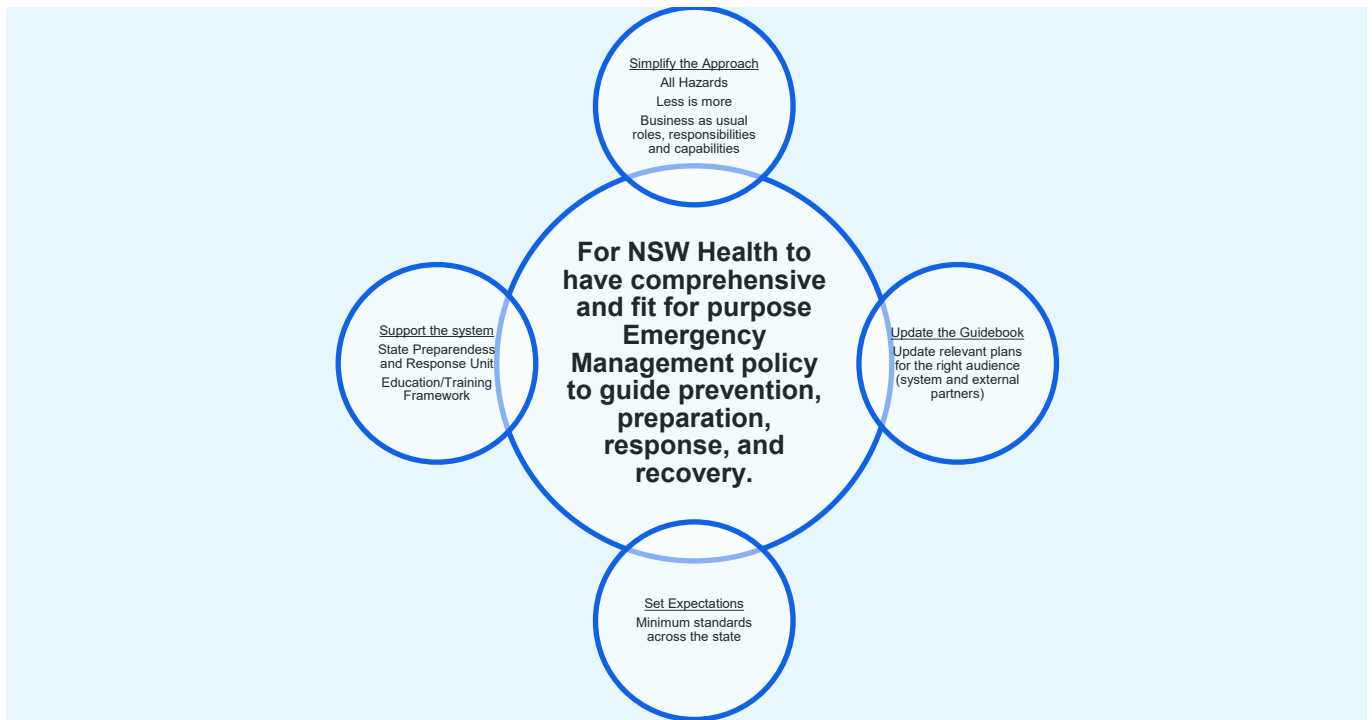 Simplify the Approach
All Hazards
Less is more
Business as usual
roles, responsibilities
and capabilities
For NSW Health to
have comprehensive
and fit for purpose
Emergency
Management policy
to guide prevention,
preparation,
response, and
recovery.
Support the system
State Preparendess
and Response Unit
Education/Training
Framework
Update the Guidebook
Update relevant plans
for the right audience
(system and external
partners)
Set Expectations
Minimum standards
across the state